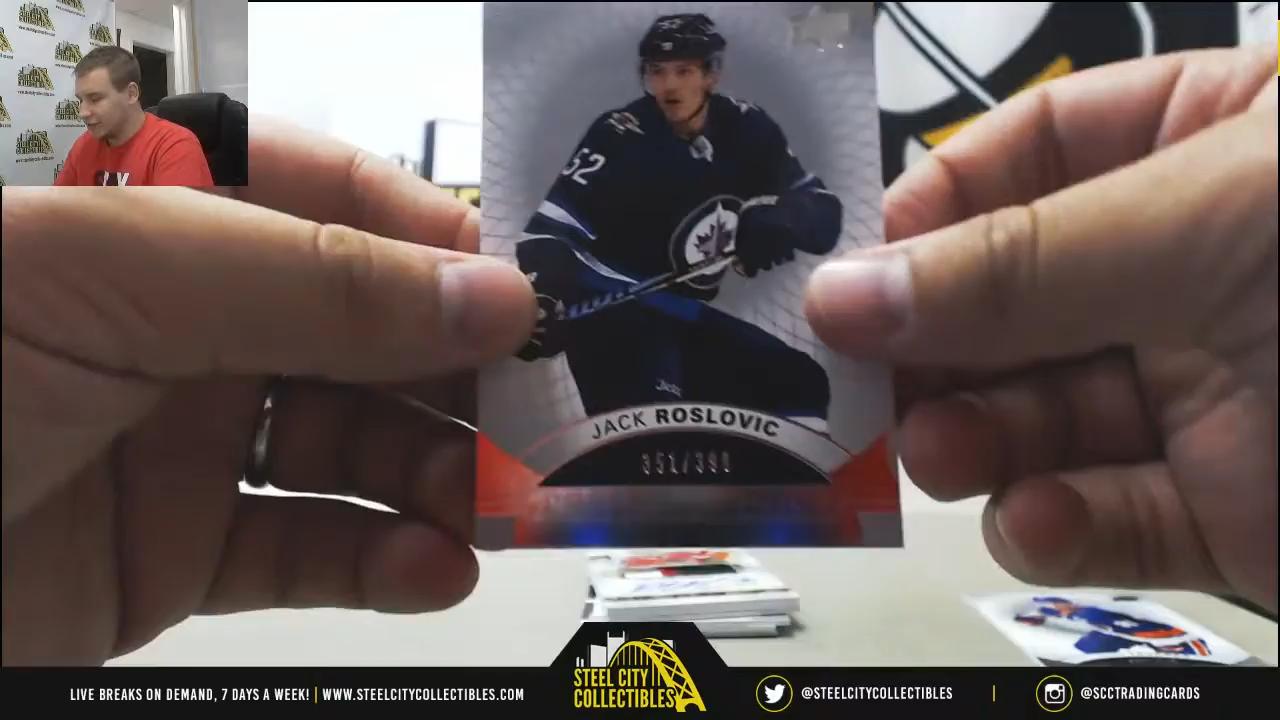 52
JACK ROSLOVIC
351/390
STEEL CITY
COLLECTIBLES
LIVE BREAKS ON DEMAND, 7 DAYS A WEEK! | WWW.STEELCITYCOLLECTIBLES.COM
@STEELCITYCOLLECTIBLES
@SCCTRADINGCARDS